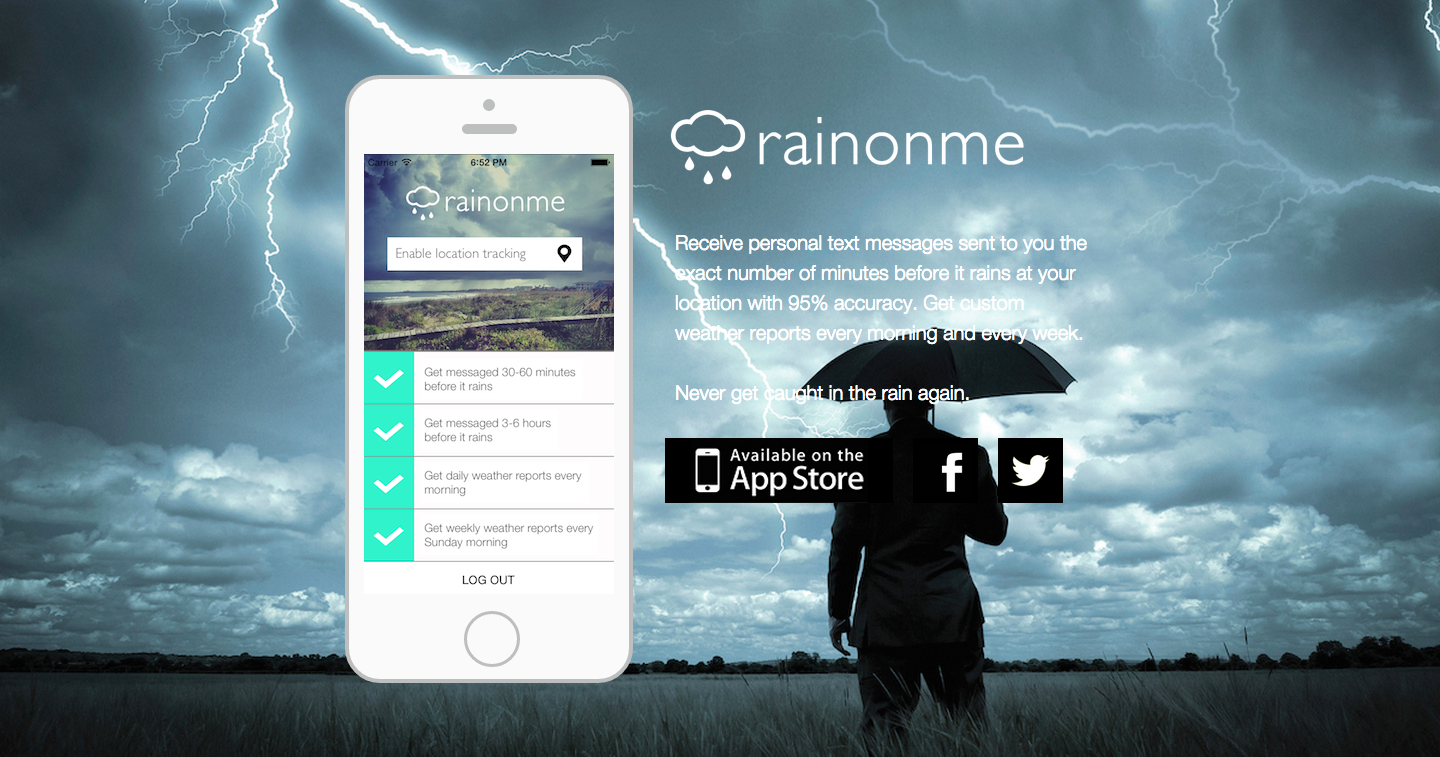 Carrier 6:52 PM
rainonme
Enable location tracking
Get messaged 30-60 minutes
before it rains
Get messaged 3-6 hours
before it rains
Get daily weather reports every
morning
Get weekly weather reports every
Sunday morning
LOG OUT
rainonme
Receive personal text messages sent to you the
exact number of minutes before it rains at your
location with 95% accuracy. Get custom
weather reports every morning and every week.
Never get caught in the rain again.
Available on the
App Store
f